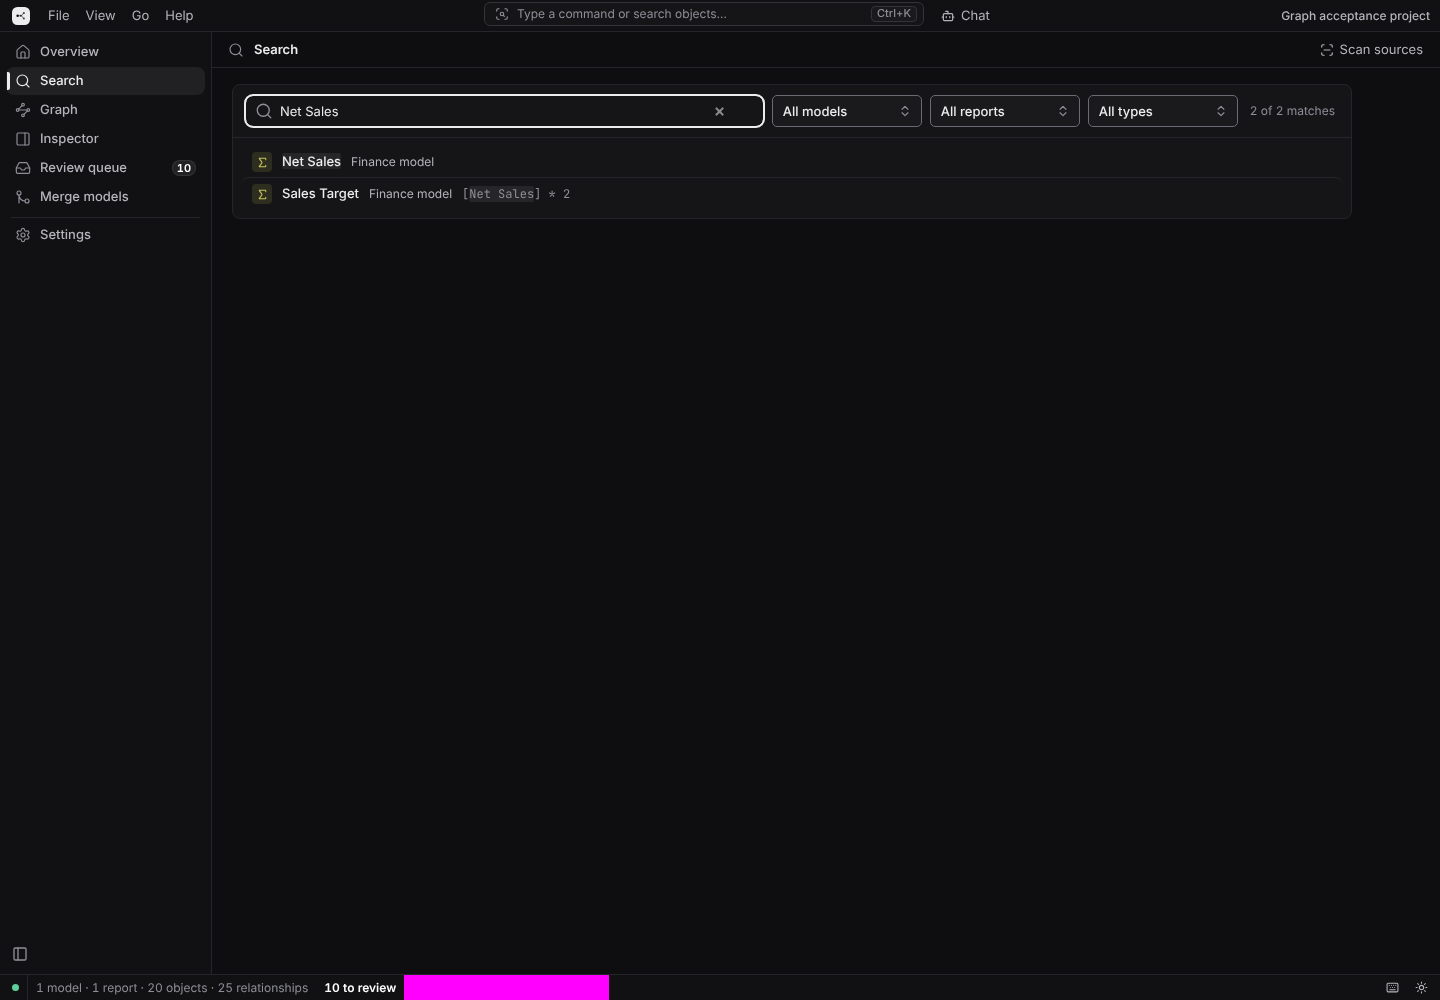 File View Go Help
Type a command or search objects... Ctrl+K
Chat
Graph acceptance project
Overview
Search
Graph
Inspector
Review queue 10
Merge models
Settings
Search
Scan sources
Net Sales
All models
All reports
All types
2 of 2 matches
Net Sales Finance model
Sales Target Finance model [Net Sales] * 2
1 model · 1 report · 20 objects · 25 relationships 10 to review